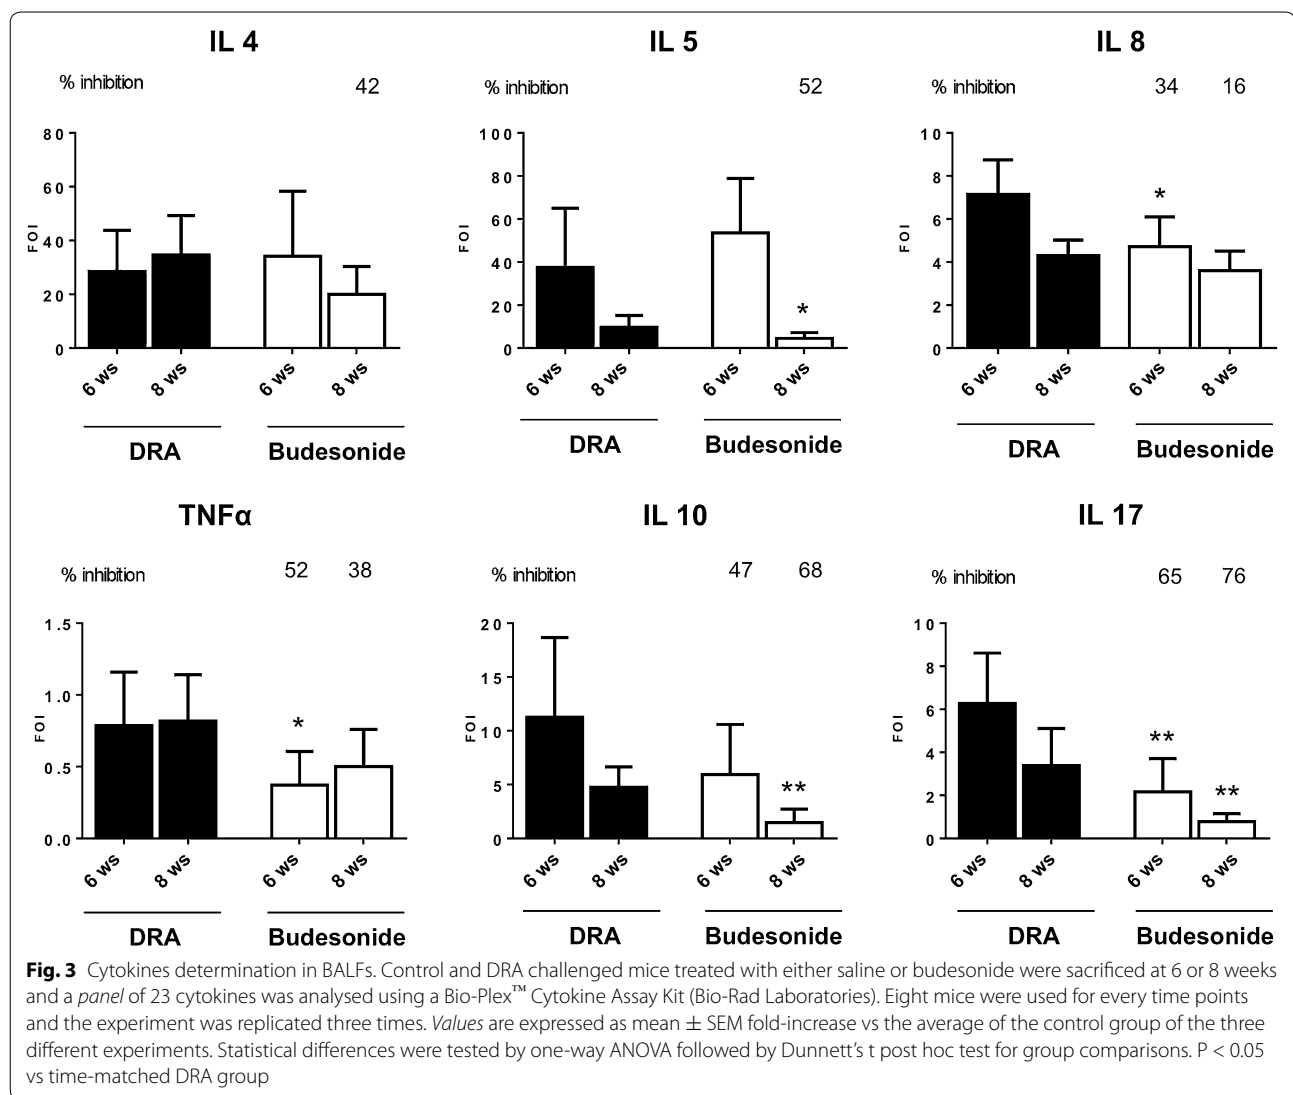 IL 4
IL 5
IL 8
% inhibition 42
% inhibition 52
% inhibition 34 16
80
60
40
20
0
FOI
6 ws
8 ws
6 ws
8 ws
DRA
Budesonide
100
80
60
40
20
0
FOI
*
6 ws
8 ws
6 ws
8 ws
DRA
Budesonide
10
8
6
4
2
0
FOI
*
6 ws
8 ws
6 ws
8 ws
DRA
Budesonide
TNFα
IL 10
IL 17
% inhibition 52 38
% inhibition 47 68
% inhibition 65 76
1.5
1.0
0.5
0.0
FOI
*
6 ws
8 ws
6 ws
8 ws
DRA
Budesonide
20
15
10
5
0
FOI
**
6 ws
8 ws
6 ws
8 ws
DRA
Budesonide
10
8
6
4
2
0
FOI
**
**
6 ws
8 ws
6 ws
8 ws
DRA
Budesonide
Fig. 3 Cytokines determination in BALFs. Control and DRA challenged mice treated with either saline or budesonide were sacrificed at 6 or 8 weeks
and a panel of 23 cytokines was analysed using a Bio-Plex™ Cytokine Assay Kit (Bio-Rad Laboratories). Eight mice were used for every time points
and the experiment was replicated three times. Values are expressed as mean ± SEM fold-increase vs the average of the control group of the three
different experiments. Statistical differences were tested by one-way ANOVA followed by Dunnett's t post hoc test for group comparisons. P < 0.05
vs time-matched DRA group